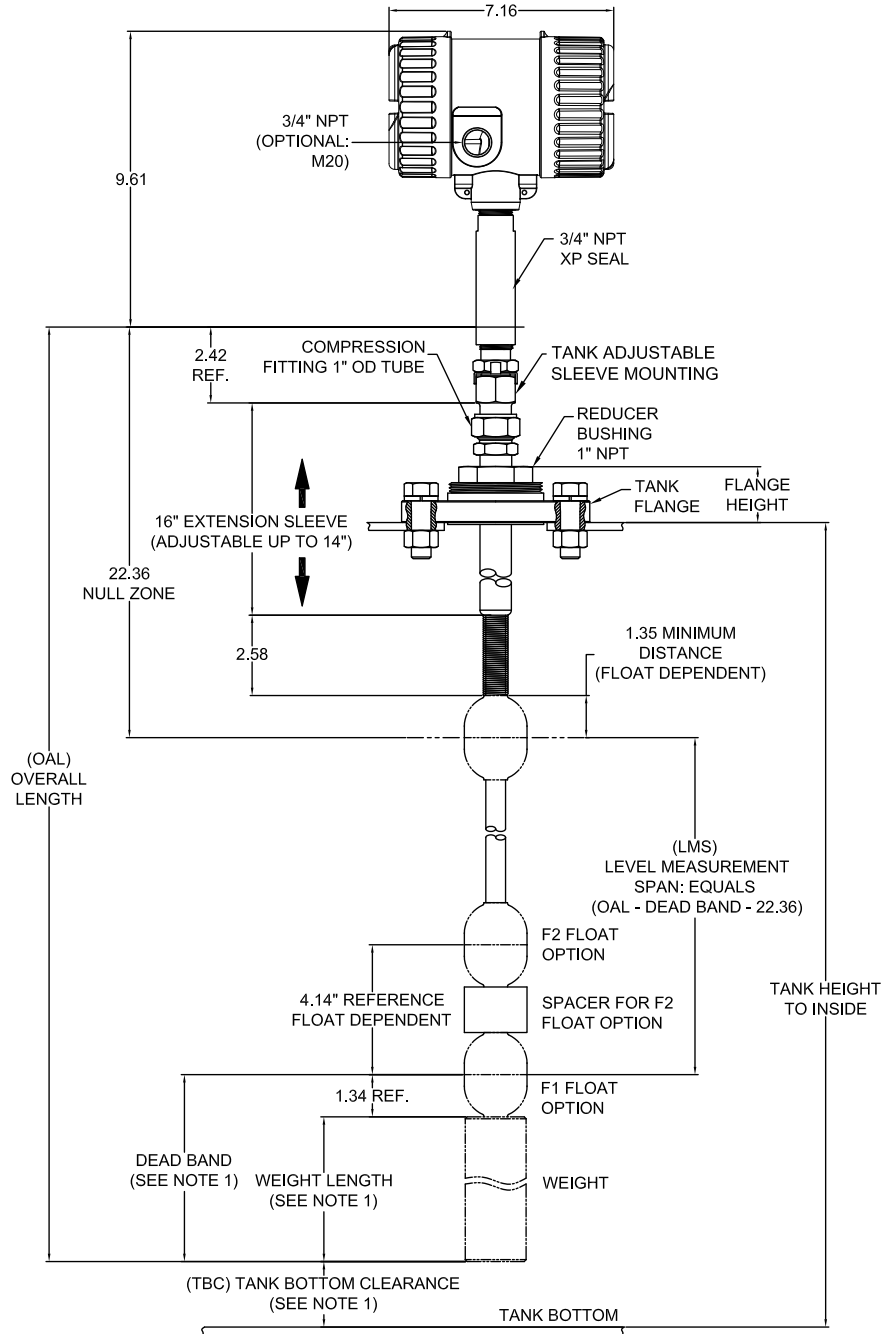 7.16
3/4" NPT
(OPTIONAL:
M20)
9.61
3/4" NPT
XP SEAL
2.42
REF.
COMPRESSION
FITTING 1" OD TUBE
TANK ADJUSTABLE
SLEEVE MOUNTING
REDUCER
BUSHING
1" NPT
TANK
FLANGE
FLANGE
HEIGHT
16" EXTENSION SLEEVE
(ADJUSTABLE UP TO 14")
22.36
NULL ZONE
2.58
1.35 MINIMUM
DISTANCE
(FLOAT DEPENDENT)
(OAL)
OVERALL
LENGTH
(LMS)
LEVEL MEASUREMENT
SPAN: EQUALS
(OAL - DEAD BAND - 22.36)
F2 FLOAT
OPTION
4.14" REFERENCE
FLOAT DEPENDENT
SPACER FOR F2
FLOAT OPTION
TANK HEIGHT
TO INSIDE
1.34 REF.
F1 FLOAT
OPTION
DEAD BAND
(SEE NOTE 1)
WEIGHT LENGTH
(SEE NOTE 1)
WEIGHT
(TBC) TANK BOTTOM CLEARANCE
(SEE NOTE 1)
TANK BOTTOM